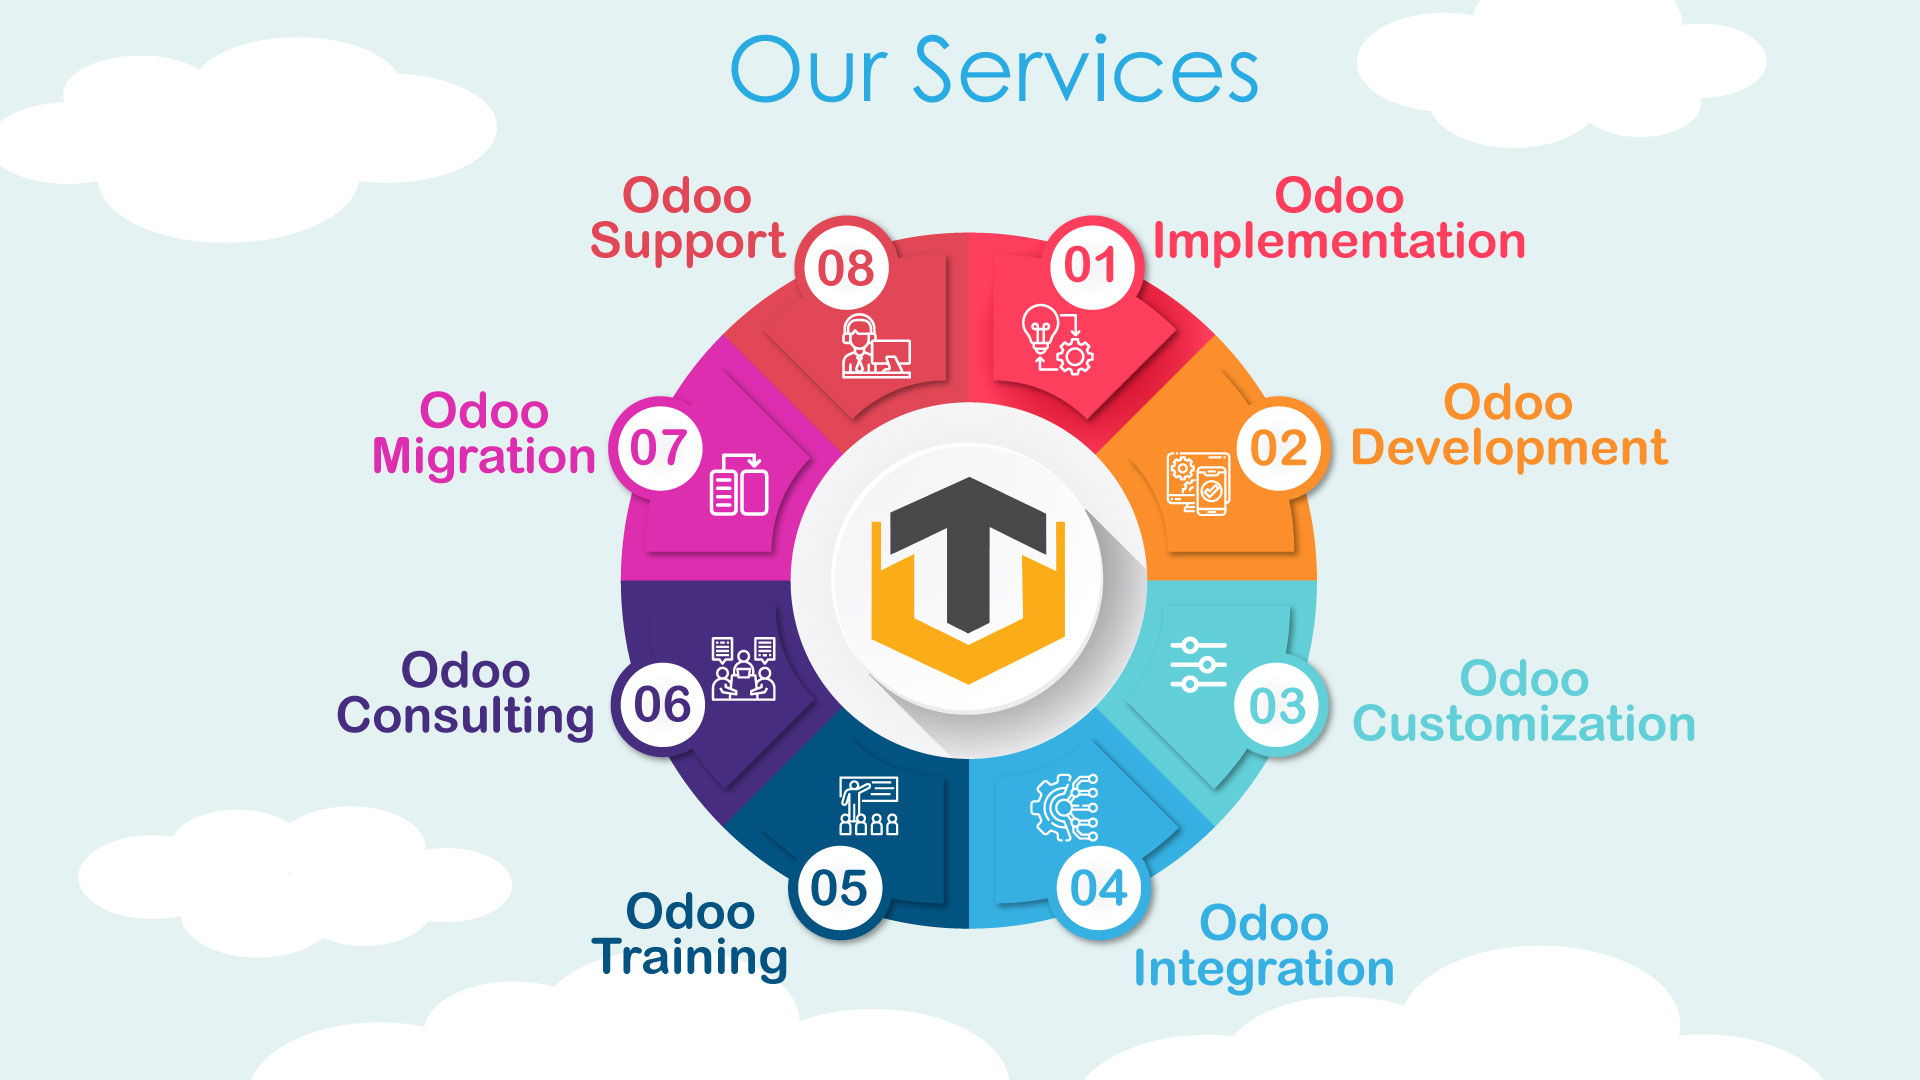 Our Services
01
Odoo
Implementation
02
Odoo
Development
03
Odoo
Customization
04
Odoo
Integration
05
Odoo
Training
06
Odoo
Consulting
07
Odoo
Migration
08
Odoo
Support